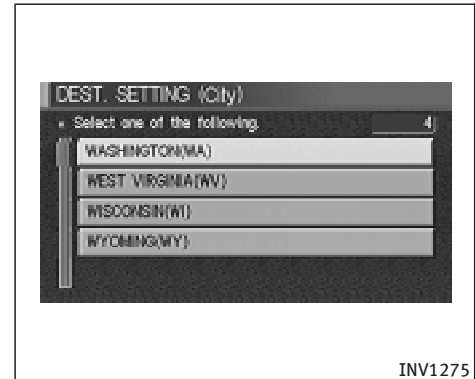 DEST. SETTING (City)
Select one of the following. 4
WASHINGTON(WA)
WEST VIRGINIA(WV)
WISCONSIN(WI)
WYOMING(WY)
INV1275